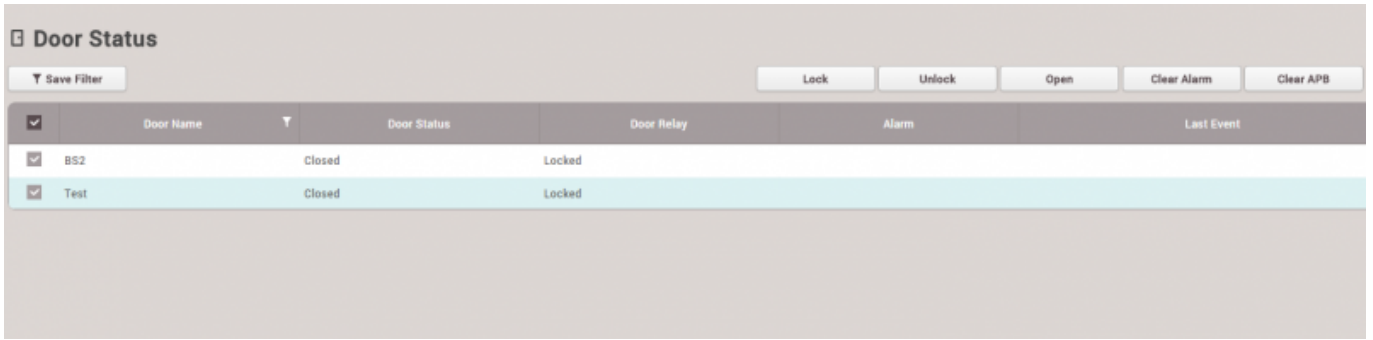 Door Status
Save Filter Lock Unlock Open Clear Alarm Clear APB
Door Name Door Status Door Relay Alarm Last Event
BS2 Closed Locked
Test Closed Locked